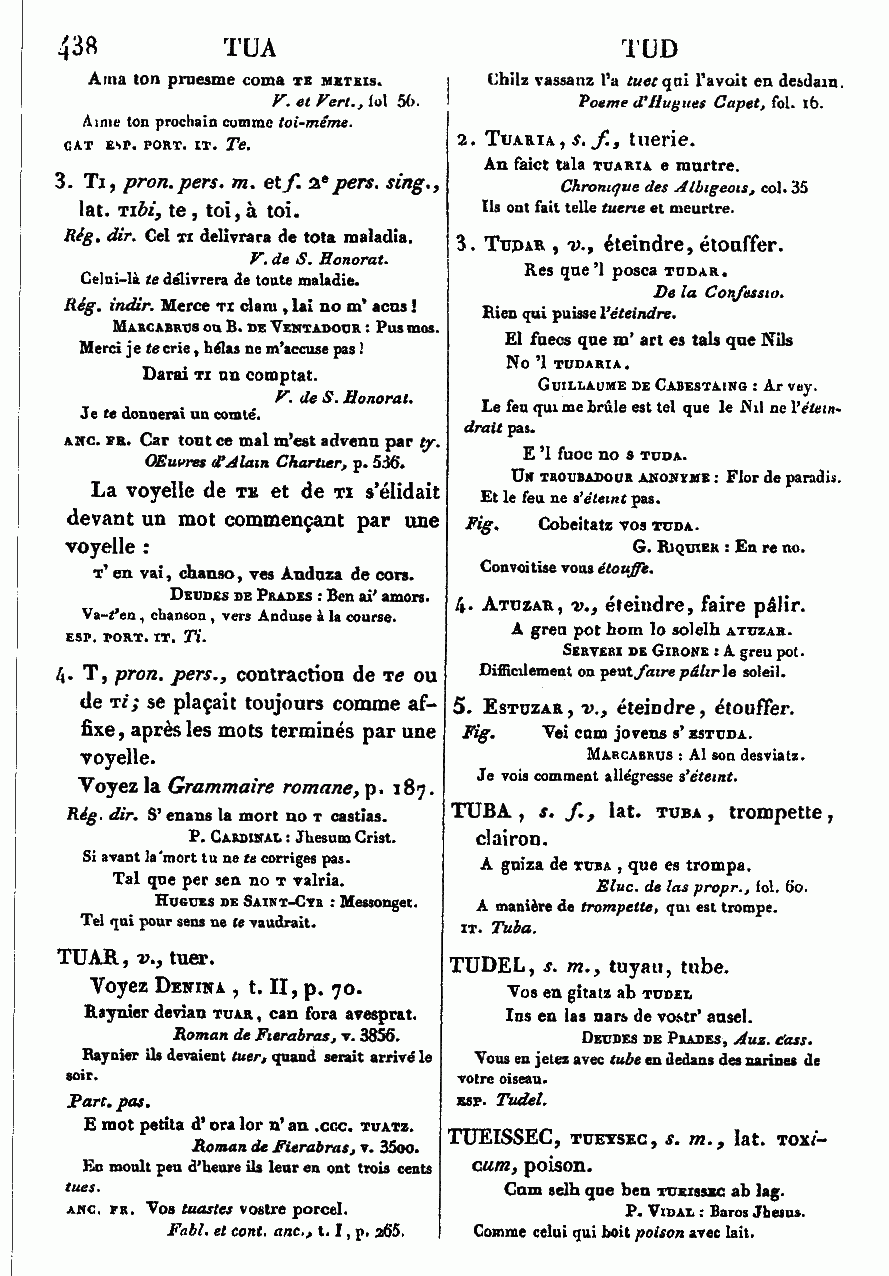 438 TUA TUD
Ama ton pruesme coma TE METEIS.
V. et Vert., fol 56.
Aime ton prochain comme toi-même.
CAT ESP. PORT. IT. Te.
3. TI, pron. pers. m. et f. 2e pers. sing.,
lat. TIbi, te, toi, à toi.
Rég. dir. Cel TI delivrara de tota maladia.
V. de S. Honorat.
Celui-là te délivrera de toute maladie.
Rég. indir. Merce TI clam, lai no m' acus!
MARCABRUS ou B. DE VENTADOUR: Pus mos.
Merci je te crie, hélas ne m'accuse pas!
Darai TI un comptat.
V. de S. Honorat.
Je te donnerai un comté.
ANC. FR. Car tout ce mal m'est advenu par ty.
OEuvres d'Alain Chartier, p. 536.
La voyelle de TE et de TI s'élidait
devant un mot commençant par une
voyelle :
T' en vai, chanso, ves Anduza de cors.
DEUDES DE PRADES: Ben ai' amors.
Va-t'en, chanson, vers Anduse à la course.
ESP. PORT. IT. Ti.
4. T, pron. pers., contraction de Te ou
de Ti; se plaçait toujours comme af-
fixe, après les mots terminés par une
voyelle.
Voyez la Grammaire romane, p. 187.
Rég. dir. S' enans la mort no T castias.
P. CARDINAL: Jhesum Crist.
Si avant la mort tu ne te corriges pas.
Tal que per sen no T valria.
HUGUES DE SAINT-CYR : Messonget.
Tel qui pour sens ne te vaudrait.
TUAR, v., tuer.
Voyez DENINA, t. II, p. 70.
Raynier devian TUAR, can fora avesprat.
Roman de Fierabras, v. 3856.
Raynier ils devaient tuer, quand serait arrivé le
soir.
Part. pas.
E mot petita d' ora lor n' an .CCC. TUATZ.
Roman de Fierabras, v. 3500.
En moult peu d'heure ils leur en ont trois cents
tues.
ANC. FR. Vos tuastes vostre porcel.
Fabl. et cont. anc., t. I, p. 265.
Chilz vassanz l'a tuet qui l'avoit en desdain.
Poeme d'Hugues Capet, fol. 16.
2. TUARIA, s. f., tuerie.
An faict tala TUARIA e murtre.
Chronique des Albigeois, col. 35
Ils ont fait telle tuerie et meurtre.
3. TUDAR, v., éteindre, étouffer.
Res que 'l posca TUDAR.
De la Confessio.
Rien qui puisse l'éteindre.
El fuecs que m' art es tals que Nils
No 'l TUDARIA.
GUILLAUME DE CABESTAING : Ar vey.
Le feu qui me brûle est tel que le Nil ne l'étein-
drait pas.
E 'l fuoc no s TUDA.
UN TROUBADOUR ANONYME: Flor de paradis.
Et le feu ne s'éteint pas.
Fig. Cobeitatz vos TUDA.
G. RIQUIER : En re no.
Convoitise vous étouffe.
4. ATUZAR, v., éteindre, faire pâlir.
A greu pot hom lo solelh ATUZAR.
SERVERI DE GIRONE : A greu pot.
Difficilement on peut faire pâlir le soleil.
5. ESTUZAR, v., éteindre, étouffer.
Fig. Vei cum jovens s' ESTUDA.
MARCABRUS : Al son desviatz.
Je vois comment allégresse s'éteint.
TUBA, s. f., lat. TUBA, trompette,
clairon.
A guiza de TUBA, que es trompa.
Eluc. de las propr., fol. 60.
A manière de trompette, qui est trompe.
IT. Tuba.
TUDEL, s. m., tuyau, tube.
Vos en gitatz ab TUDEL
Ins en las nars de vostr' ausel.
DEUDES DE PRADES, Auz. cass.
Vous en jetez avec tube en dedans des narines de
votre oiseau.
ESP. Tudel.
TUEISSEC, TUEYSEC, s. m., lat. TOXI-
cum, poison.
Cum selh que ben TUEISSEC ab lag.
P. VIDAL: Baros Jhesus.
Comme celui qui boit poison avec lait.